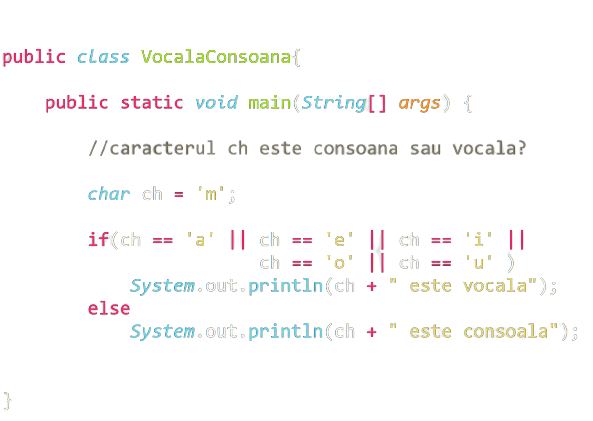 public class VocalaConsoana{
public static void main(String[] args) {
//caracterul ch este consoana sau vocala?
char ch = 'm';
if(ch == 'a' || ch == 'e' || ch == 'i' ||
ch == 'o' || ch == 'u' )
System.out.println(ch + " este vocala");
else
System.out.println(ch + " este consoala");
}